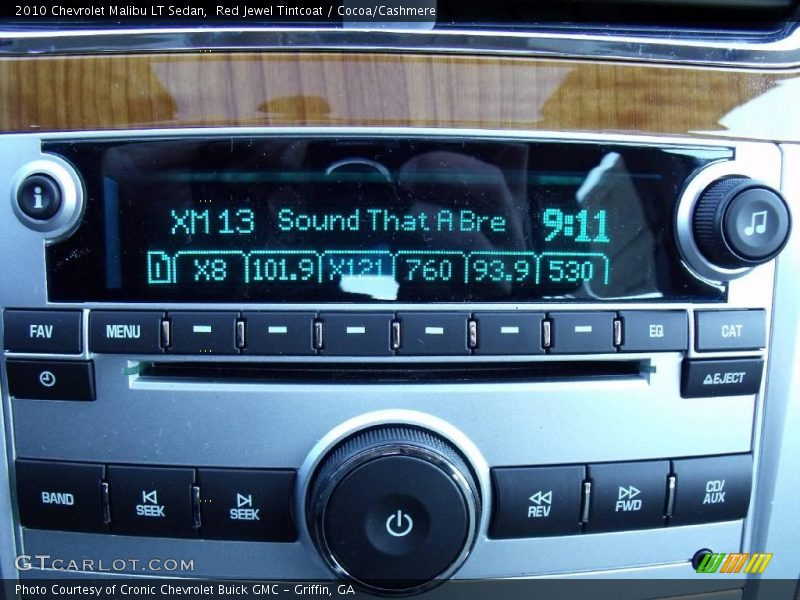 2010 Chevrolet Malibu LT Sedan, Red Jewel Tintcoat / Cocoa/Cashmere
i
XM 13 Sound That A Bre 9:11
1 X8 101.9 X121 760 93.9 530
FAV MENU EQ CAT
EJECT
BAND SEEK SEEK REV FWD CD/
AUX
GTCARLOT.COM
Photo Courtesy of Cronic Chevrolet Buick GMC – Griffin, GA